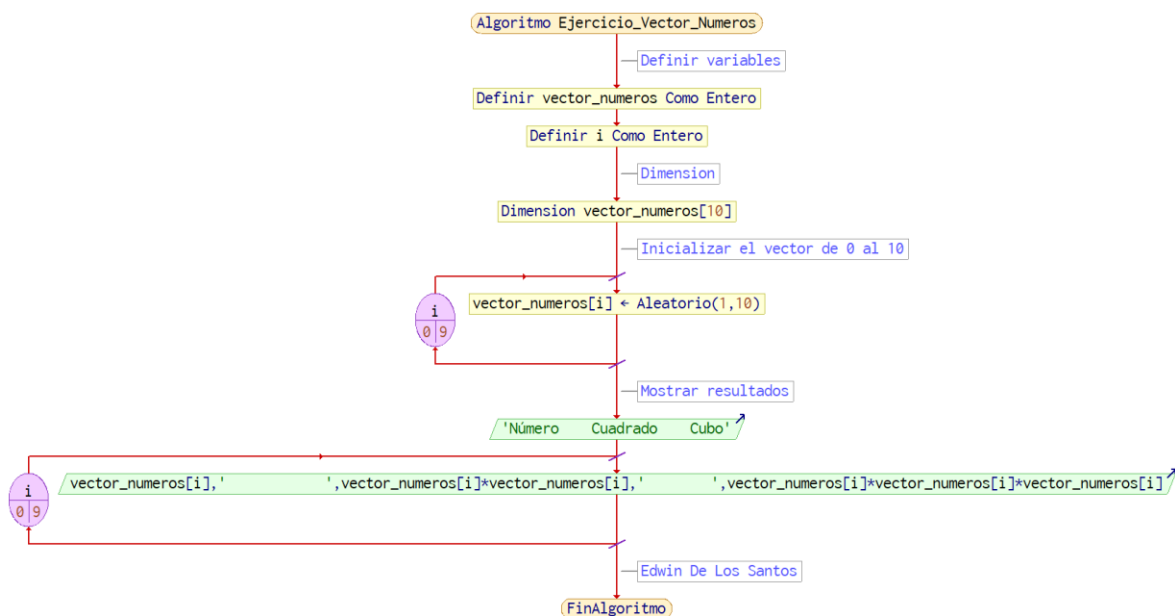 Algoritmo Ejercicio_Vector_Numeros
Definir variables
Definir vector_numeros Como Entero
Definir i Como Entero
Dimension
Dimension vector_numeros[10]
Inicializar el vector de 0 al 10
i
0 9
vector_numeros[i] ← Aleatorio(1,10)
Mostrar resultados
'Número    Cuadrado    Cubo'
i
0 9
vector_numeros[i],'            ',vector_numeros[i]*vector_numeros[i],'        ',vector_numeros[i]*vector_numeros[i]*vector_numeros[i]
Edwin De Los Santos
FinAlgoritmo